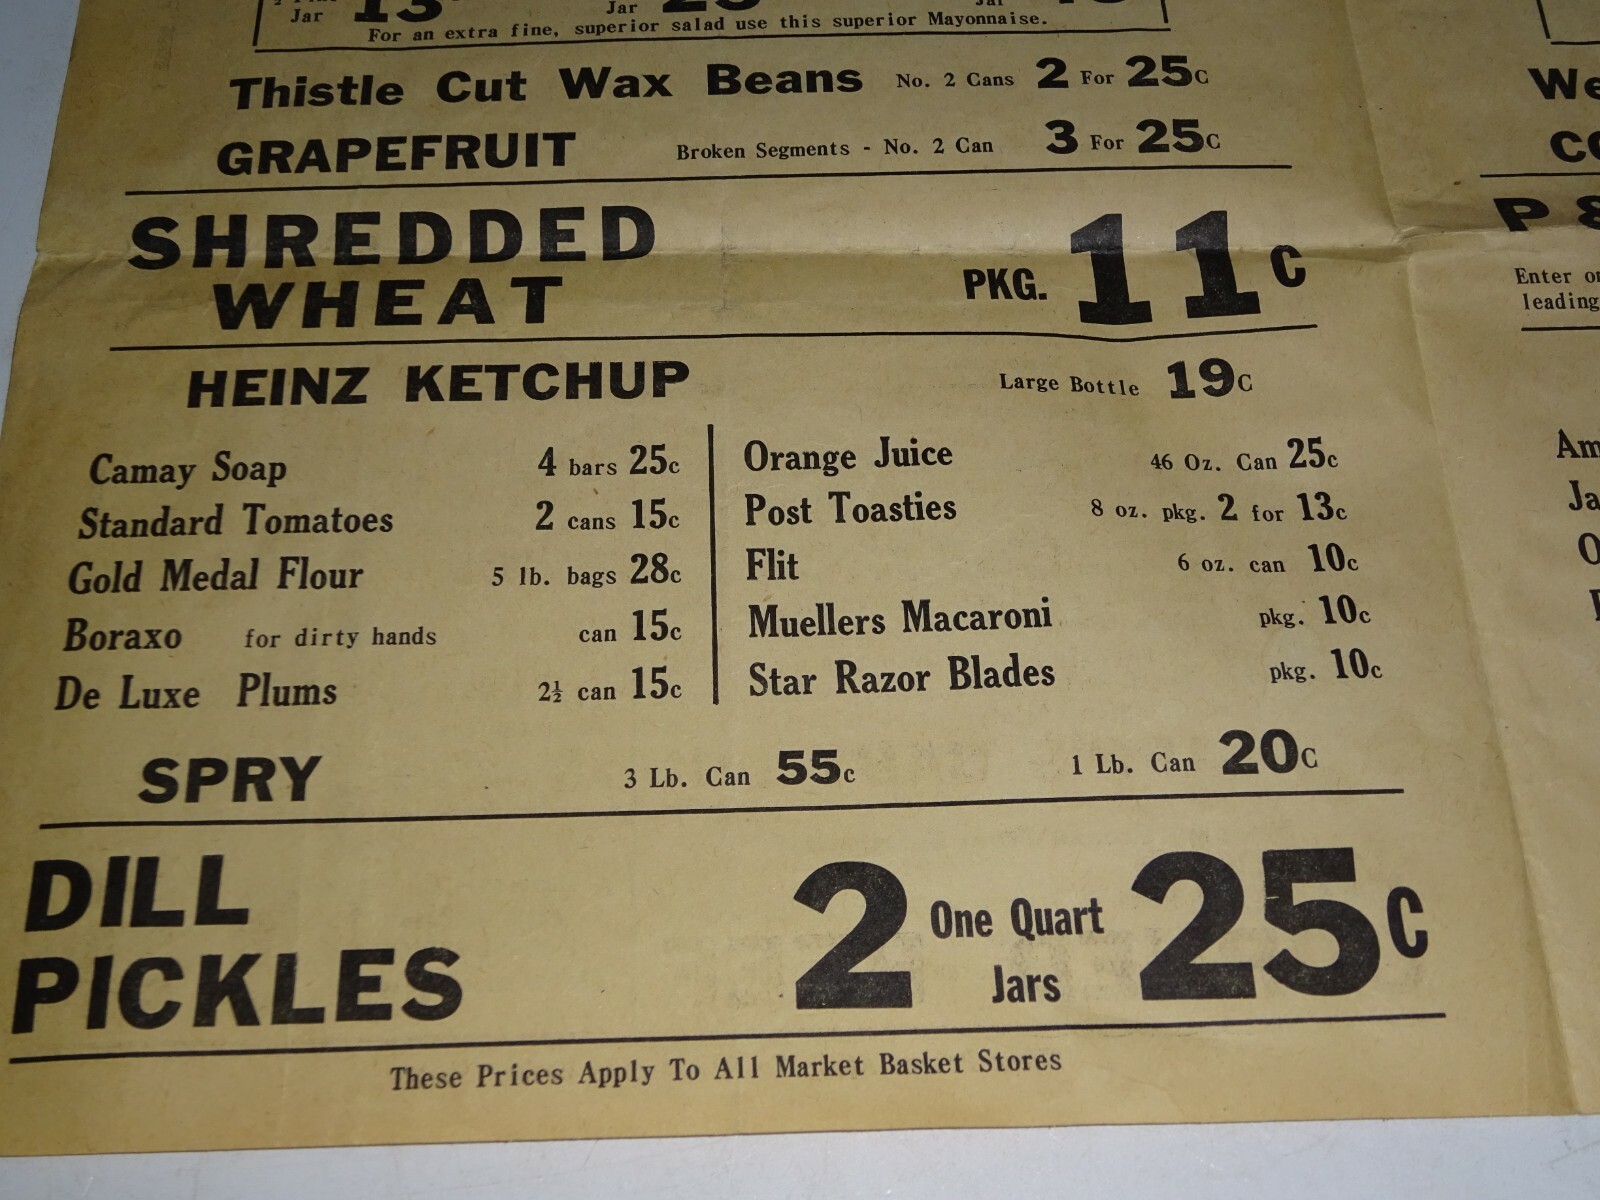 Jar Jar
For an extra fine, superior salad use this superior Mayonnaise.
Thistle Cut Wax Beans No. 2 Cans 2 For 25c
GRAPEFRUIT Broken Segments - No. 2 Can 3 For 25c
SHREDDED
WHEAT PKG. 11c
HEINZ KETCHUP Large Bottle 19c
Camay Soap 4 bars 25c
Standard Tomatoes 2 cans 15c
Gold Medal Flour 5 lb. bags 28c
Boraxo for dirty hands can 15c
De Luxe Plums 2½ can 15c
Orange Juice 46 Oz. Can 25c
Post Toasties 8 oz. pkg. 2 for 13c
Flit 6 oz. can 10c
Muellers Macaroni pkg. 10c
Star Razor Blades pkg. 10c
SPRY 3 Lb. Can 55c 1 Lb. Can 20c
DILL
PICKLES 2 One Quart Jars 25c
These Prices Apply To All Market Basket Stores
Enter
leading